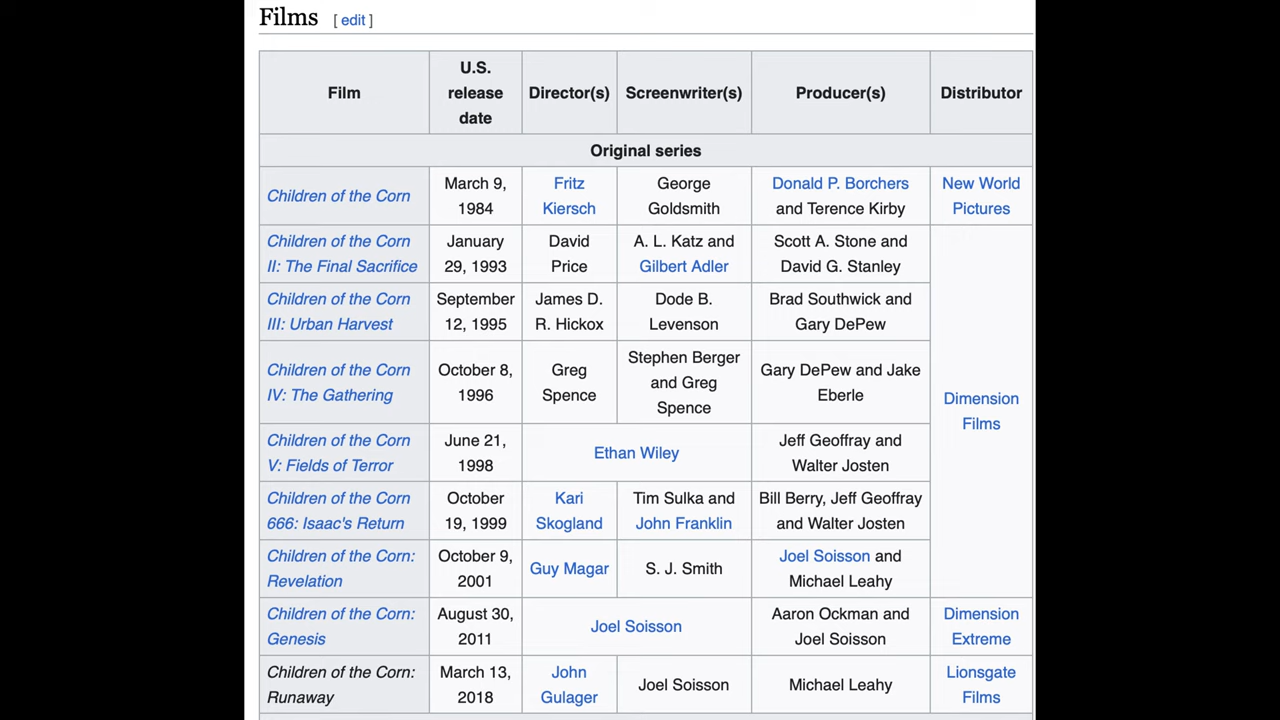 Films [ edit ]
Film
U.S.
release
date
Director(s)
Screenwriter(s)
Producer(s)
Distributor
Original series
Children of the Corn
March 9,
1984
Fritz
Kiersch
George
Goldsmith
Donald P. Borchers
and Terence Kirby
New World
Pictures
Children of the Corn
II: The Final Sacrifice
January
29, 1993
David
Price
A. L. Katz and
Gilbert Adler
Scott A. Stone and
David G. Stanley
Dimension
Films
Children of the Corn
III: Urban Harvest
September
12, 1995
James D.
R. Hickox
Dode B.
Levenson
Brad Southwick and
Gary DePew
Children of the Corn
IV: The Gathering
October 8,
1996
Greg
Spence
Stephen Berger
and Greg
Spence
Gary DePew and Jake
Eberle
Children of the Corn
V: Fields of Terror
June 21,
1998
Ethan Wiley
Jeff Geoffray and
Walter Josten
Children of the Corn
666: Isaac's Return
October
19, 1999
Kari
Skogland
Tim Sulka and
John Franklin
Bill Berry, Jeff Geoffray
and Walter Josten
Children of the Corn:
Revelation
October 9,
2001
Guy Magar
S. J. Smith
Joel Soisson and
Michael Leahy
Children of the Corn:
Genesis
August 30,
2011
Joel Soisson
Aaron Ockman and
Joel Soisson
Dimension
Extreme
Children of the Corn:
Runaway
March 13,
2018
John
Gulager
Joel Soisson
Michael Leahy
Lionsgate
Films